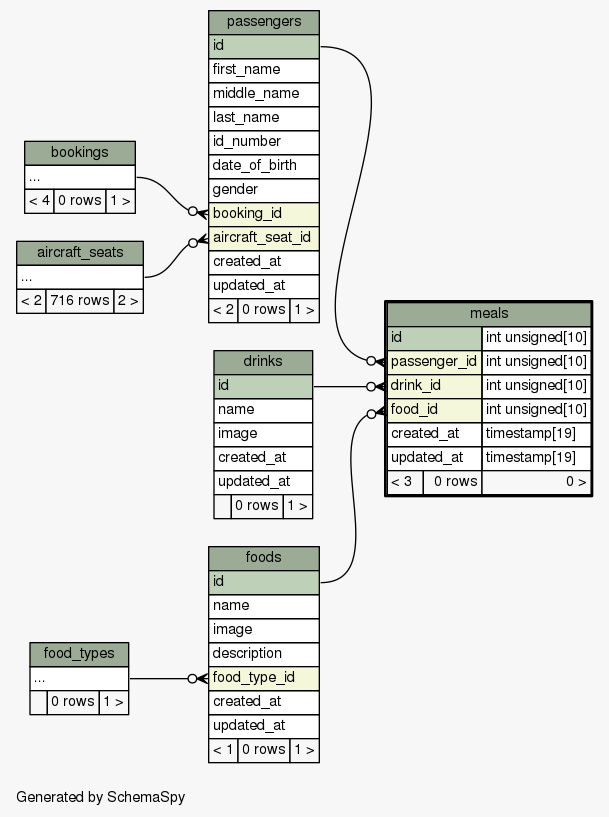 passengers
id
first_name
middle_name
last_name
id_number
date_of_birth
gender
booking_id
aircraft_seat_id
created_at
updated_at
< 2 0 rows 1 >
bookings
...
< 4 0 rows 1 >
aircraft_seats
...
< 2 716 rows 2 >
meals
id int unsigned[10]
passenger_id int unsigned[10]
drink_id int unsigned[10]
food_id int unsigned[10]
created_at timestamp[19]
updated_at timestamp[19]
< 3 0 rows 0 >
drinks
id
name
image
created_at
updated_at
0 rows 1 >
foods
id
name
image
description
food_type_id
created_at
updated_at
< 1 0 rows 1 >
food_types
...
0 rows 1 >
Generated by SchemaSpy